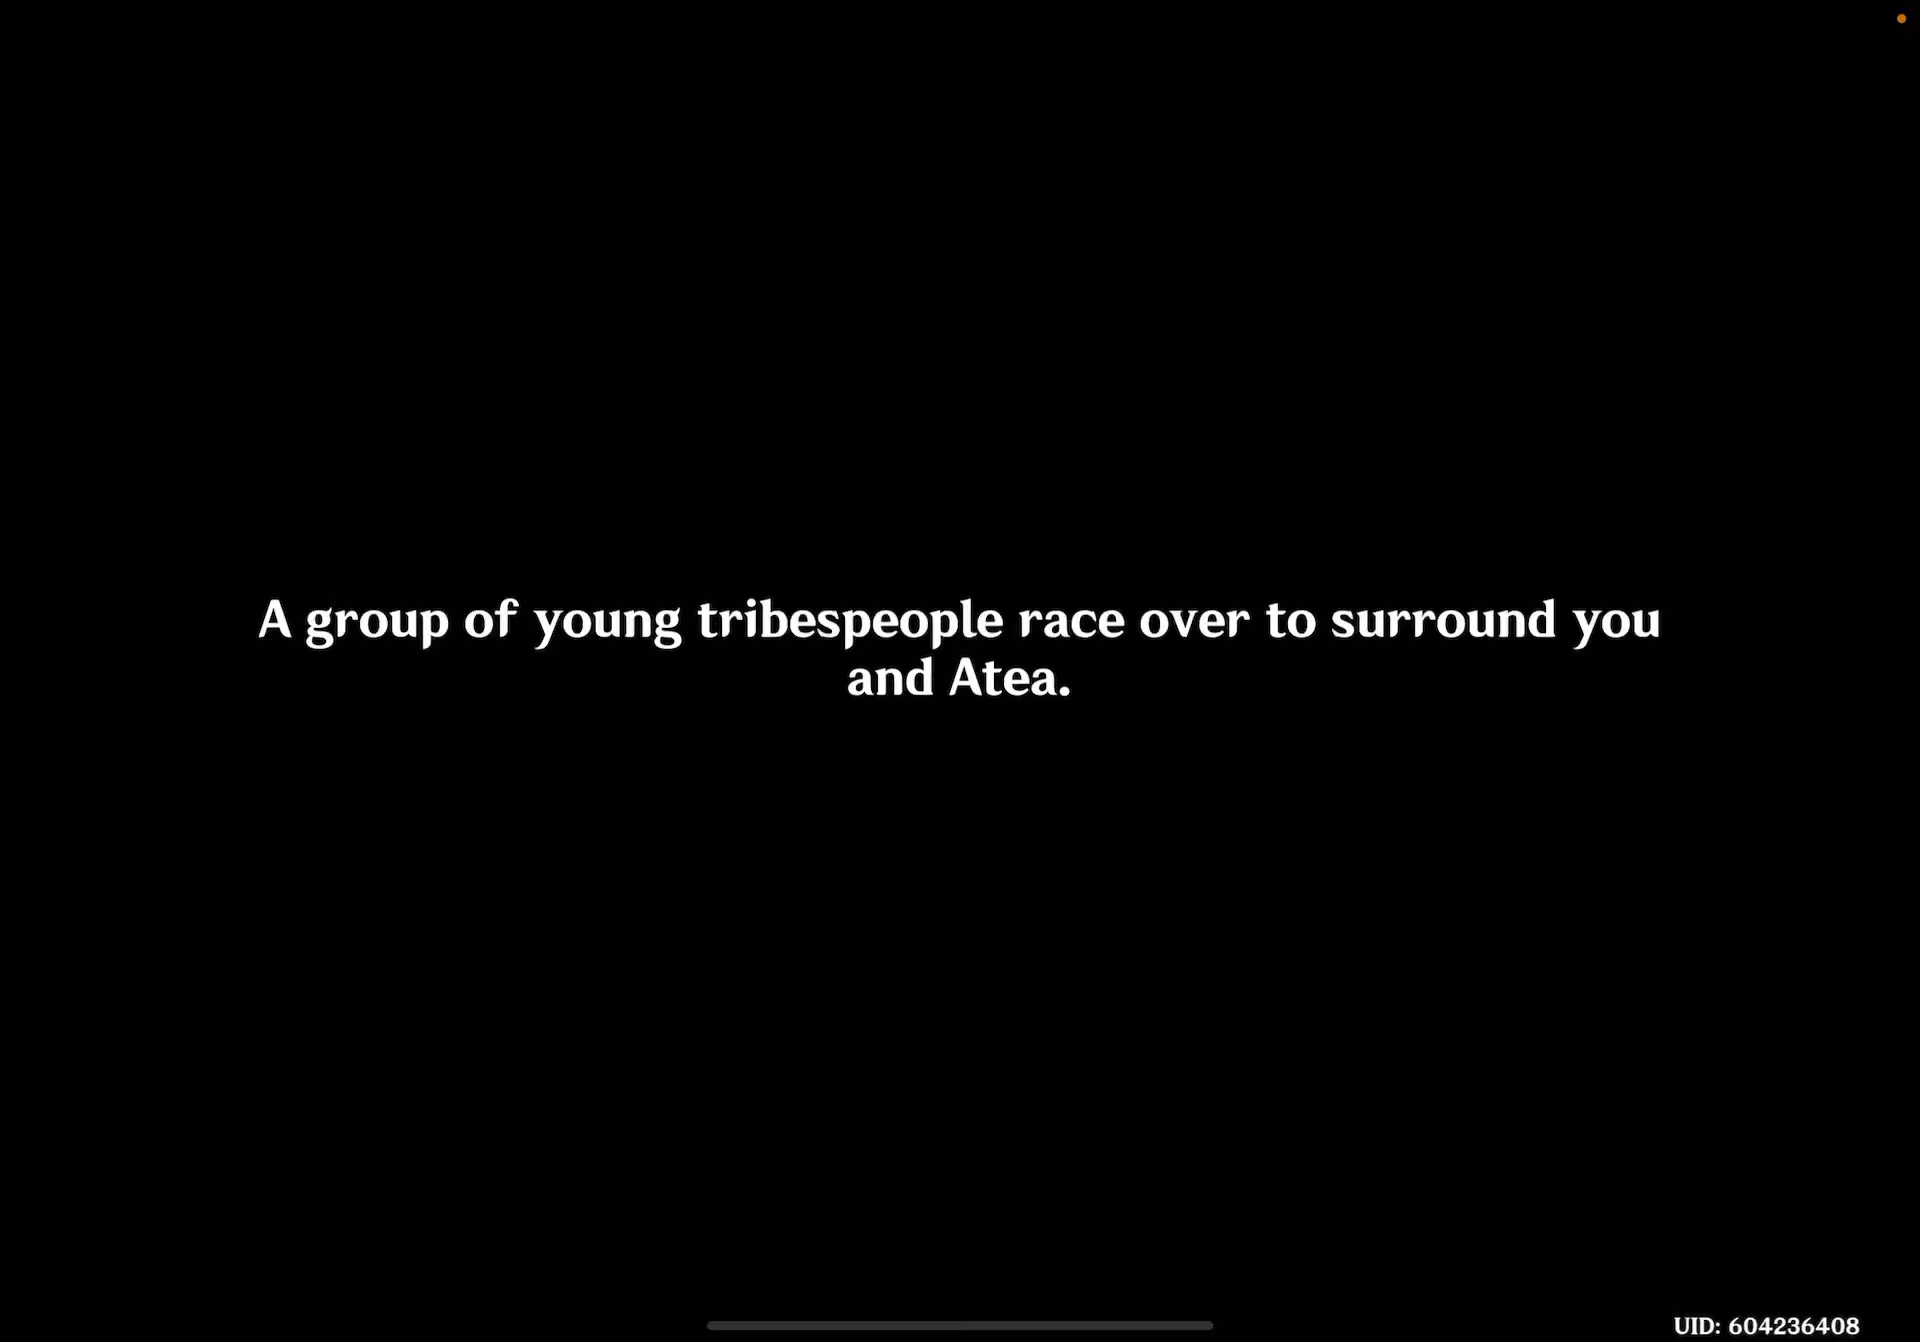 A group of young tribespeople race over to surround you
and Atea.
UID: 604236408